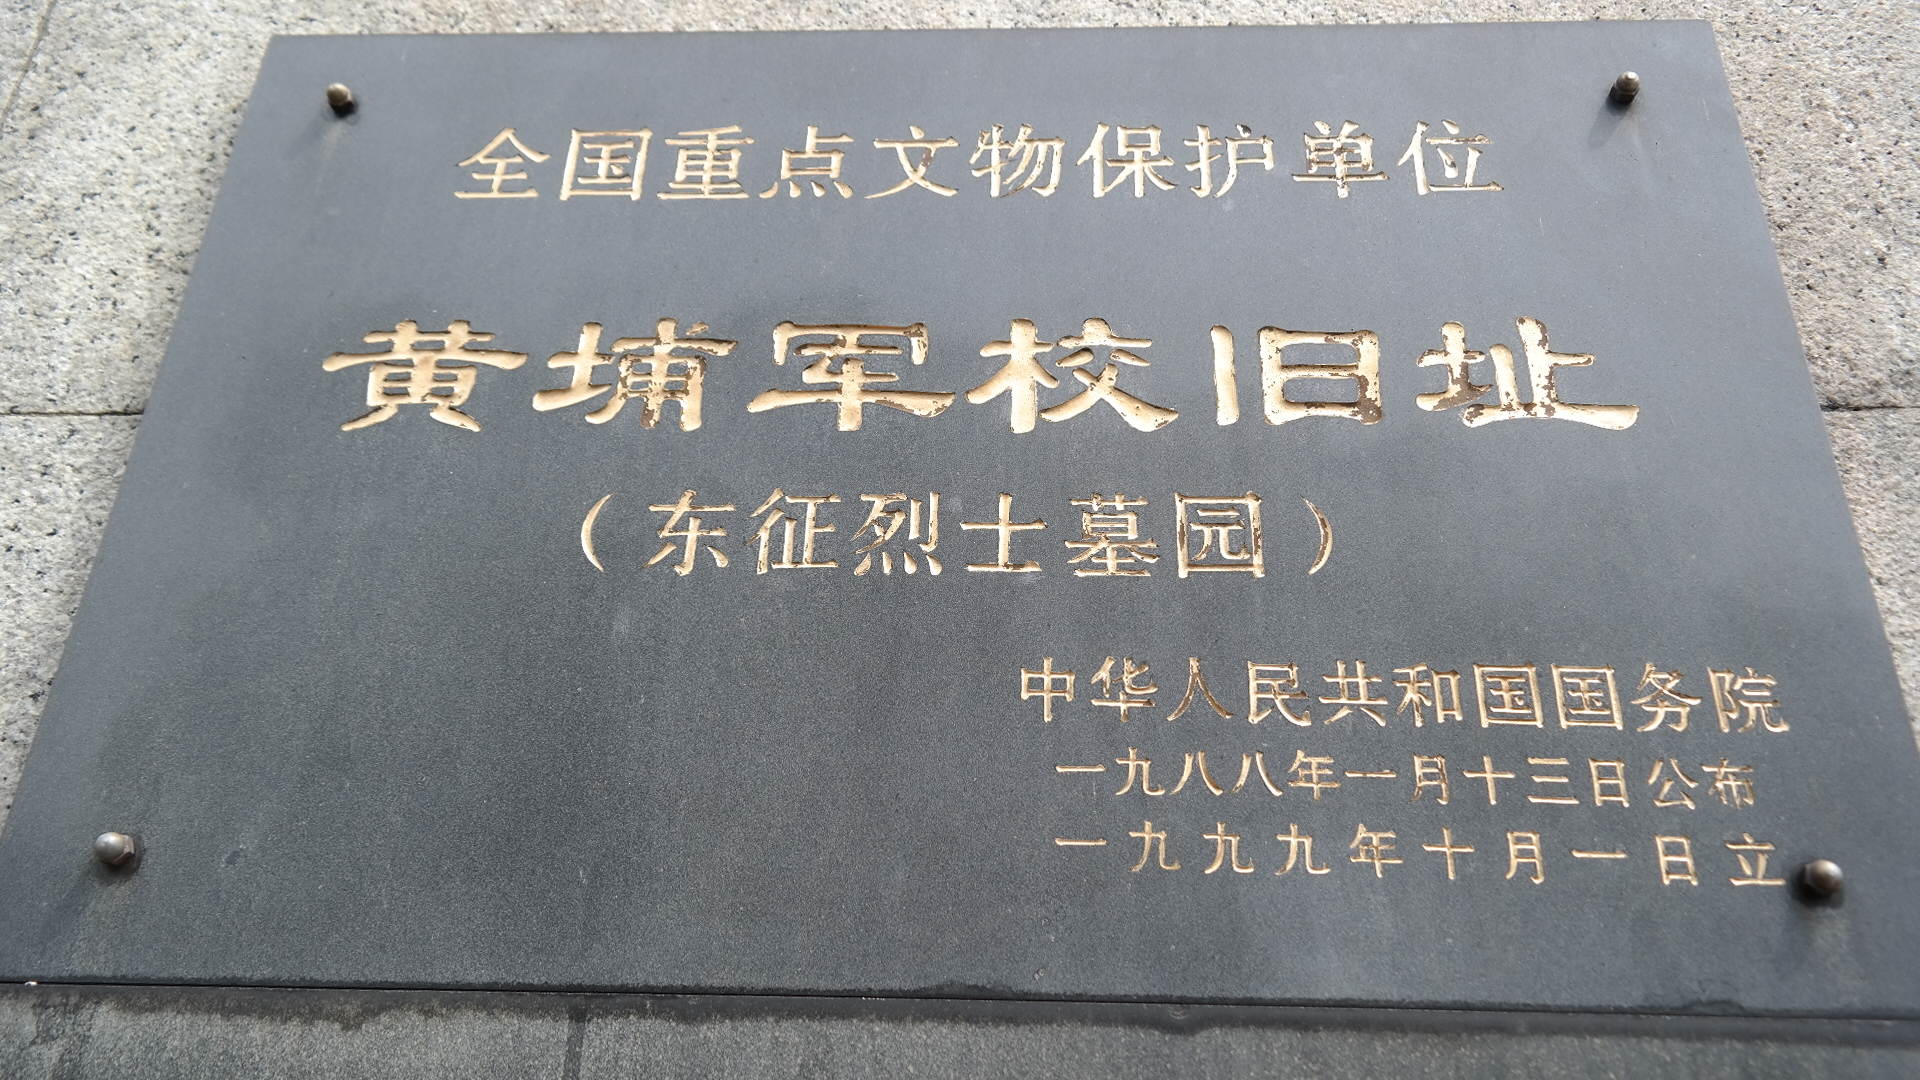 全国重点文物保护单位
黄埔军校旧址
（东征烈士墓园）
中华人民共和国国务院
一九八八年一月十三日公布
一九九九年十月一日立